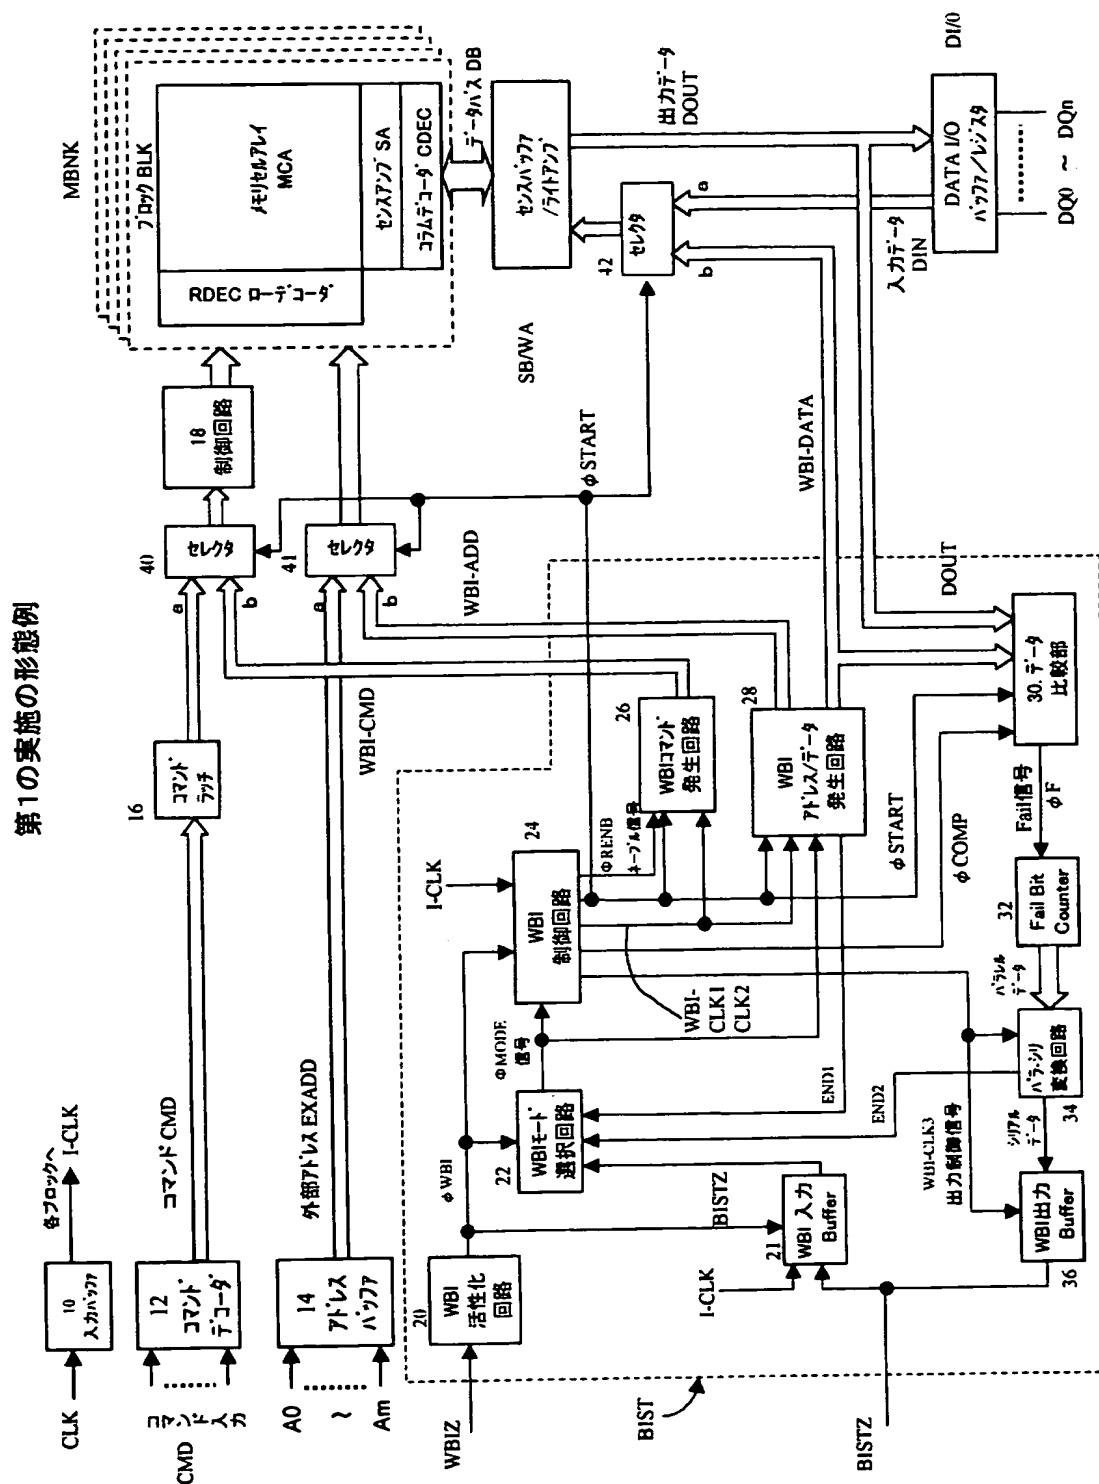 第1の実施の形態例
CLK
10
入力バッファ
各ブロックへ
I-CLK
コマンド入力
CMD
12
コマンド
デコーダ
コマンド CMD
16
コマンド
ラッチ
a
b
40
セレクタ
18
制御回路
A0
~
Am
14
アドレス
バッファ
外部アドレス EXADD
WBI-CMD
a
b
41
セレクタ
WBI-ADD
MBNK
ブロック BLK
メモリセルアレイ
MCA
RDEC ローデコーダ
センスアンプ SA
コラムデコーダ CDEC
データバス DB
センスバッファ
/ライトアンプ
SB/WA
出力データ
DOUT
42
セレクタ
a
b
入力データ
DIN
DI/0
DATA I/O
バッファ/レジスタ
DQ0 ~ DQn
φSTART
WBI-DATA
DOUT
WBIZ
20
WBI
活性化
回路
φWBI
22
WBIモード
選択回路
ΦMODE
信号
I-CLK
24
WBI
制御回路
ΦRENB
ネーブル信号
26
WBIコマンド
発生回路
28
WBI
アドレス/データ
発生回路
WBI-
CLK1
CLK2
φSTART
φCOMP
BISTZ
I-CLK
21
WBI 入力
Buffer
END1
END2
WBI-CLK3
出力制御信号
30.データ
比較部
Fail信号
φF
32
Fail Bit
Counter
パラレル
データ
パラ-シリ
変換回路
34
シリアル
データ
WBI出力
Buffer
36
BIST
BISTZ